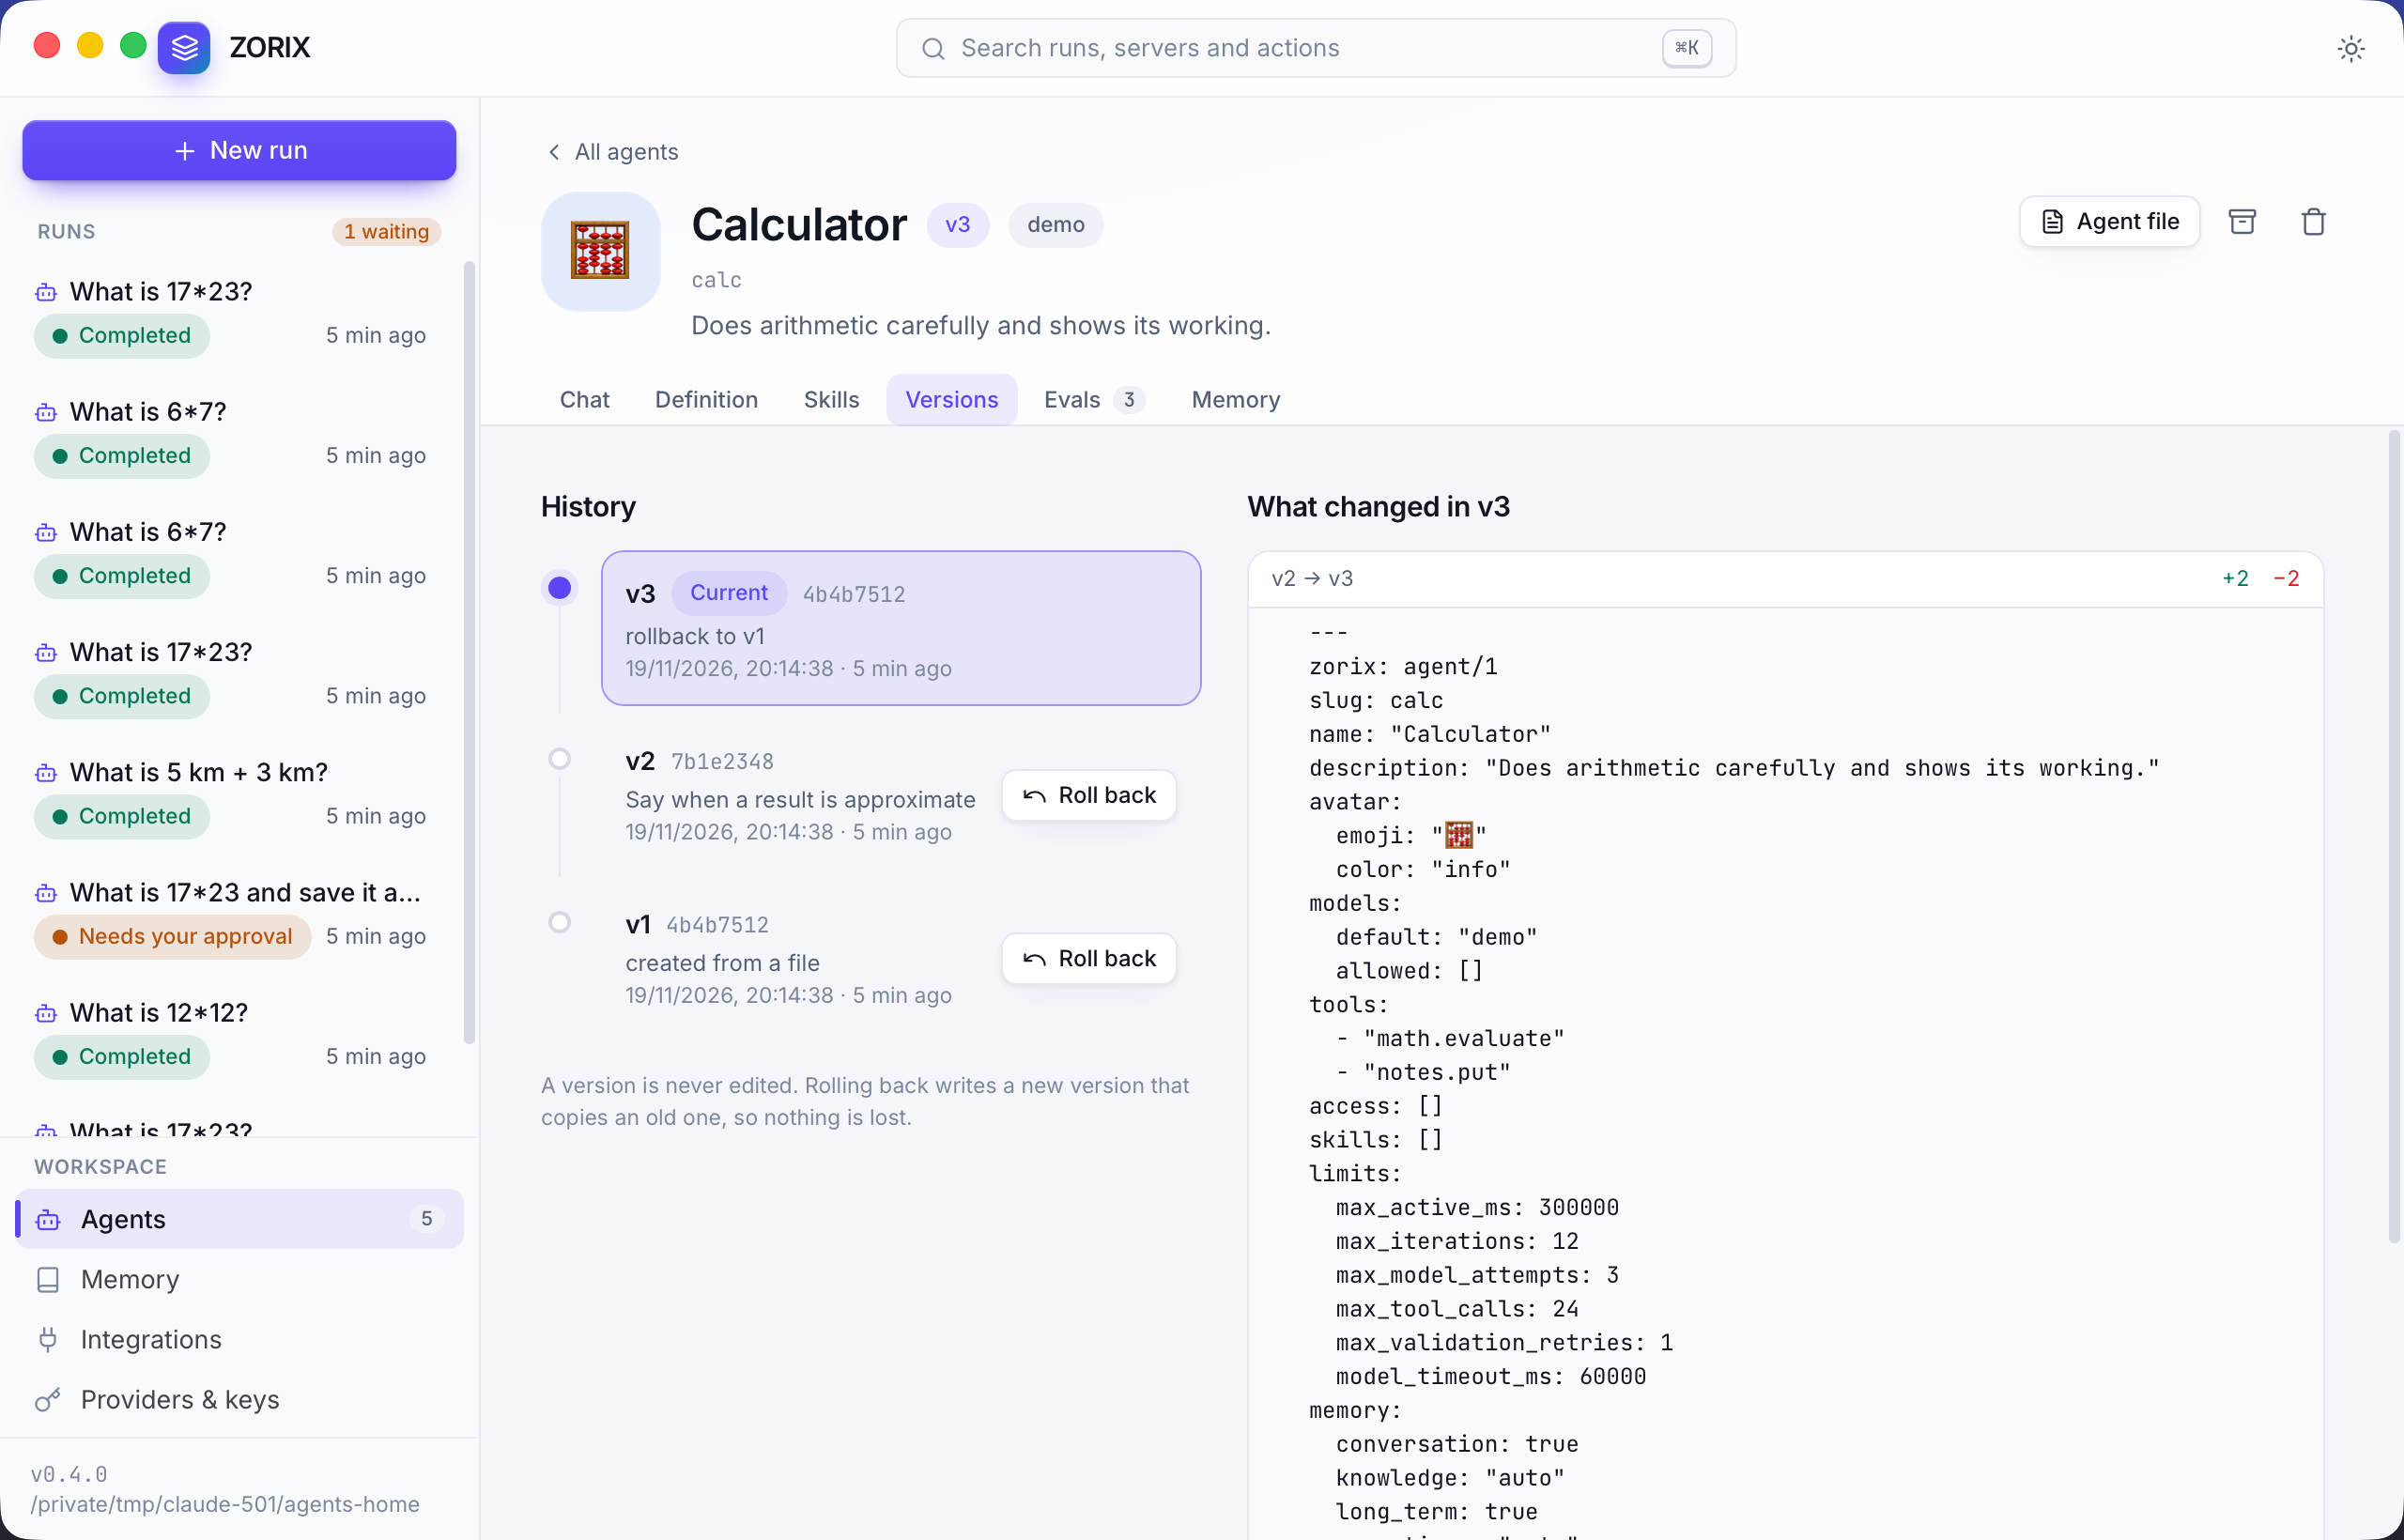 ZORIX
Search runs, servers and actions
⌘K
+ New run
RUNS
1 waiting
What is 17*23?
Completed
5 min ago
What is 6*7?
Completed
5 min ago
What is 6*7?
Completed
5 min ago
What is 17*23?
Completed
5 min ago
What is 5 km + 3 km?
Completed
5 min ago
What is 17*23 and save it a...
Needs your approval
5 min ago
What is 12*12?
Completed
5 min ago
What is 17*23?
WORKSPACE
Agents
5
Memory
Integrations
Providers & keys
v0.4.0
/private/tmp/claude-501/agents-home
All agents
Calculator
v3
demo
calc
Does arithmetic carefully and shows its working.
Agent file
Chat
Definition
Skills
Versions
Evals
3
Memory
History
v3 Current 4b4b7512
rollback to v1
19/11/2026, 20:14:38 · 5 min ago
v2 7b1e2348
Say when a result is approximate
19/11/2026, 20:14:38 · 5 min ago
Roll back
v1 4b4b7512
created from a file
19/11/2026, 20:14:38 · 5 min ago
Roll back
A version is never edited. Rolling back writes a new version that
copies an old one, so nothing is lost.
What changed in v3
v2 → v3
+2 −2
---
zorix: agent/1
slug: calc
name: "Calculator"
description: "Does arithmetic carefully and shows its working."
avatar:
  emoji: "🧮"
  color: "info"
models:
  default: "demo"
  allowed: []
tools:
  - "math.evaluate"
  - "notes.put"
access: []
skills: []
limits:
  max_active_ms: 300000
  max_iterations: 12
  max_model_attempts: 3
  max_tool_calls: 24
  max_validation_retries: 1
  model_timeout_ms: 60000
memory:
  conversation: true
  knowledge: "auto"
  long_term: true